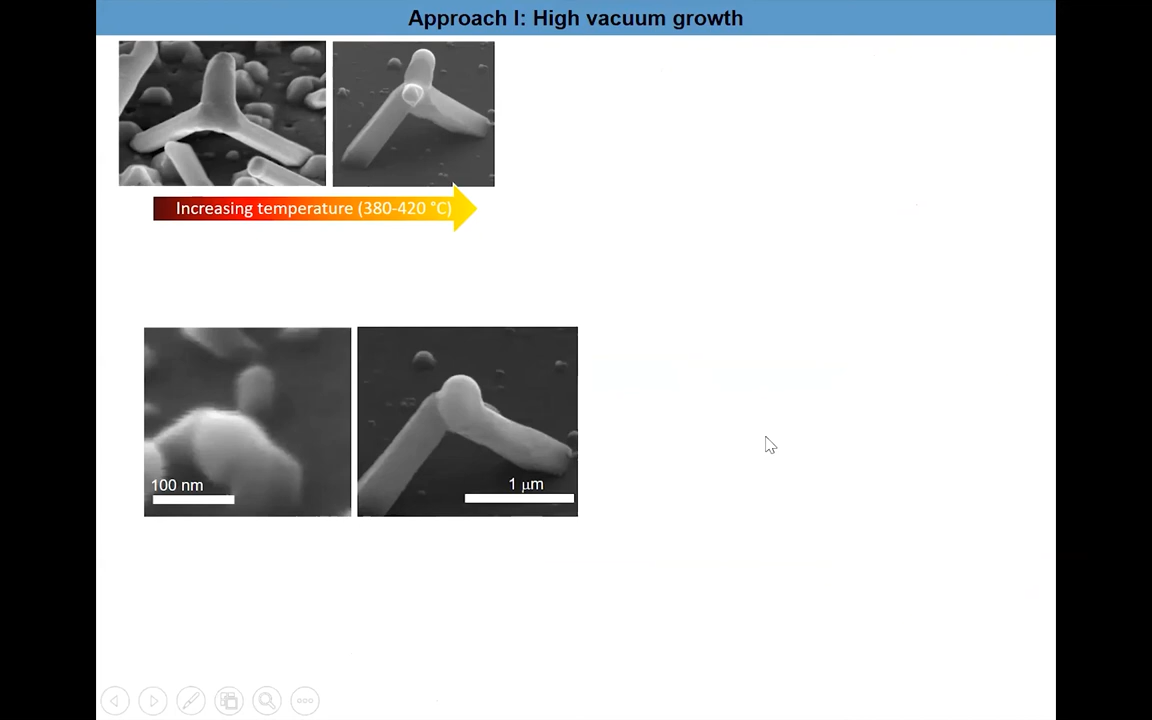 Approach I: High vacuum growth
Increasing temperature (380-420 °C)
100 nm
1 μm